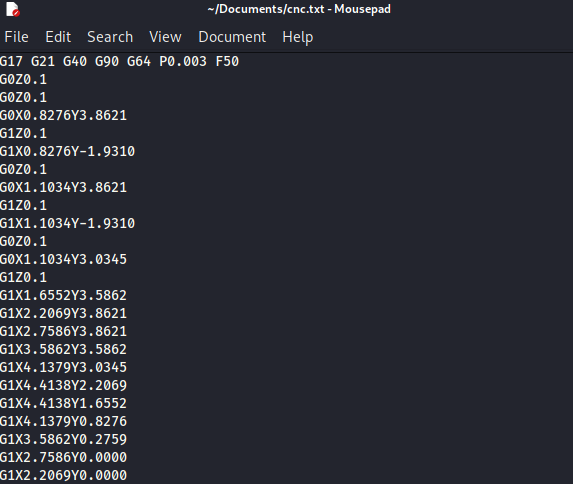 ~/Documents/cnc.txt - Mousepad
File Edit Search View Document Help
G17 G21 G40 G90 G64 P0.003 F50
G0Z0.1
G0Z0.1
G0X0.8276Y3.8621
G1Z0.1
G1X0.8276Y-1.9310
G0Z0.1
G0X1.1034Y3.8621
G1Z0.1
G1X1.1034Y-1.9310
G0Z0.1
G0X1.1034Y3.0345
G1Z0.1
G1X1.6552Y3.5862
G1X2.2069Y3.8621
G1X2.7586Y3.8621
G1X3.5862Y3.5862
G1X4.1379Y3.0345
G1X4.4138Y2.2069
G1X4.4138Y1.6552
G1X4.1379Y0.8276
G1X3.5862Y0.2759
G1X2.7586Y0.0000
G1X2.2069Y0.0000